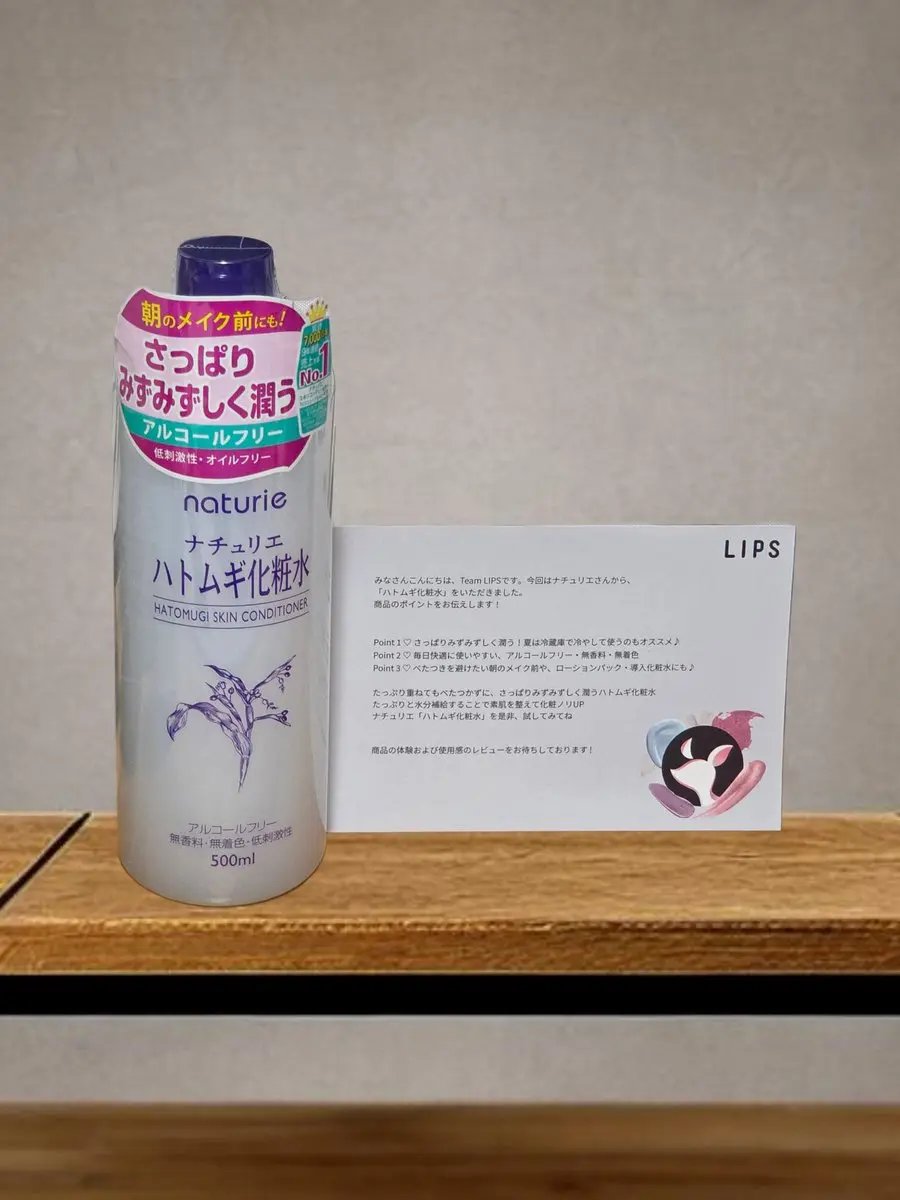 朝のメイク前にも!
さっぱり
みずみずしく潤う
アルコールフリー
低刺激性・オイルフリー
7,000
売上
No.1
naturie
ナチュリエ
ハトムギ化粧水
HATOMUGI SKIN CONDITIONER
アルコールフリー
無香料・無着色・低刺激性
500ml
LIPS
みなさんこんにちは、Team LIPSです。今回はナチュリエさんから、
「ハトムギ化粧水」をいただきました。
商品のポイントをお伝えします！
Point 1 ♡ さっぱりみずみずしく潤う！夏は冷蔵庫で冷やして使うのもオススメ♪
Point 2 ♡ 毎日快適に使いやすい、アルコールフリー・無香料・無着色
Point 3 ♡ べたつきを避けたい朝のメイク前や、ローションパック・導入化粧水にも♪
たっぷり重ねてもべたつかずに、さっぱりみずみずしく潤うハトムギ化粧水
たっぷりと水分補給することで素肌を整えて化粧ノリUP
ナチュリエ「ハトムギ化粧水」を是非、試してみてね
商品の体験および使用感のレビューをお待ちしております！